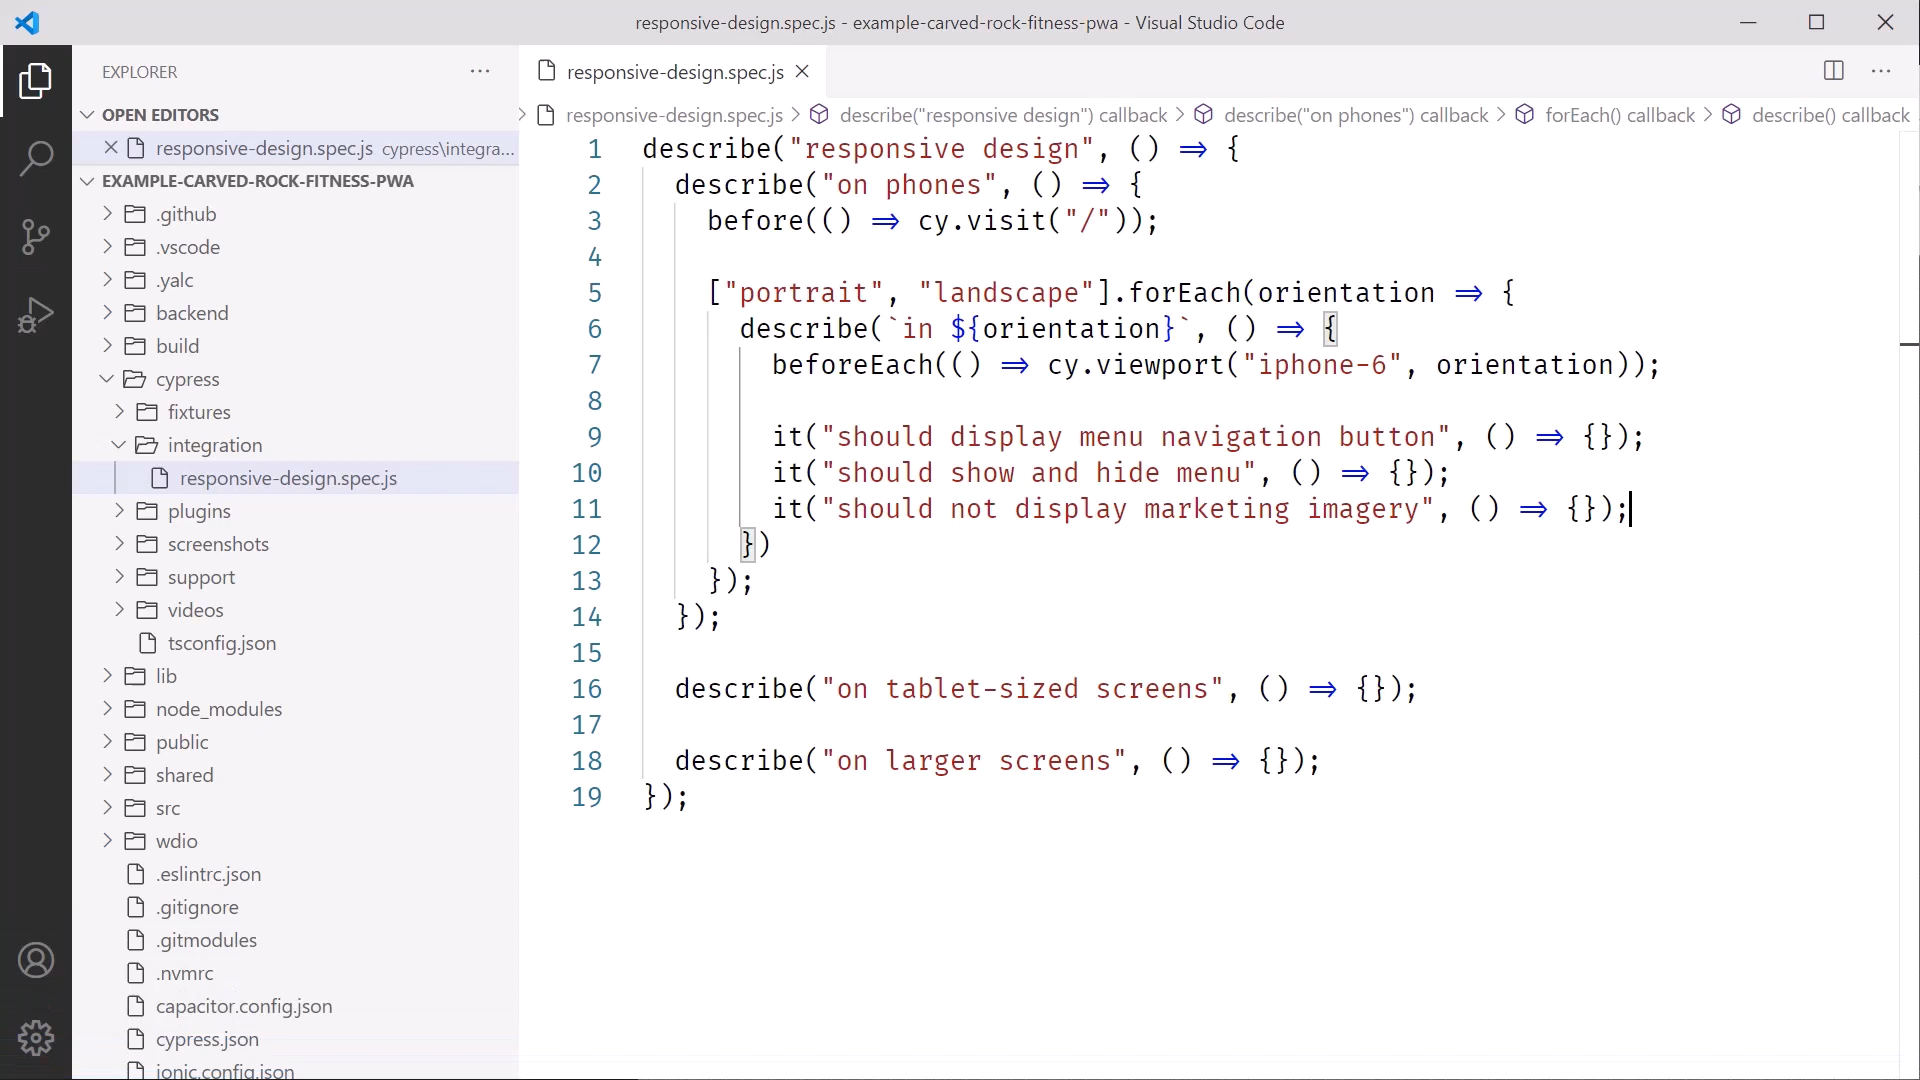 responsive-design.spec.js - example-carved-rock-fitness-pwa - Visual Studio Code
EXPLORER
OPEN EDITORS
responsive-design.spec.js cypress\integra...
EXAMPLE-CARVED-ROCK-FITNESS-PWA
.github
.vscode
.yalc
backend
build
cypress
fixtures
integration
responsive-design.spec.js
plugins
screenshots
support
videos
tsconfig.json
lib
node_modules
public
shared
src
wdio
.eslintrc.json
.gitignore
.gitmodules
.nvmrc
capacitor.config.json
cypress.json
ionic.config.json
responsive-design.spec.js
responsive-design.spec.js > describe("responsive design") callback > describe("on phones") callback > forEach() callback > describe() callback
1 describe("responsive design", () => {
2 describe("on phones", () => {
3 before(() => cy.visit("/"));
4
5 ["portrait", "landscape"].forEach(orientation => {
6 describe(`in ${orientation}`, () => {
7 beforeEach(() => cy.viewport("iphone-6", orientation));
8
9 it("should display menu navigation button", () => {});
10 it("should show and hide menu", () => {});
11 it("should not display marketing imagery", () => {});
12 })
13 });
14 });
15
16 describe("on tablet-sized screens", () => {});
17
18 describe("on larger screens", () => {});
19 });